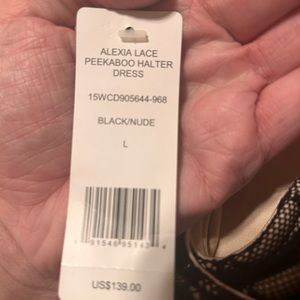 ALEXIA LACE
PEEKABOO HALTER
DRESS
15WCD905644-968
BLACK/NUDE
L
US$139.00